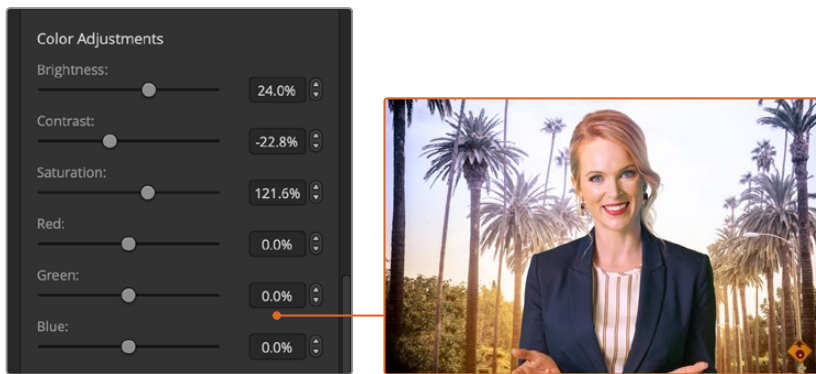 Color Adjustments
Brightness:
24.0%
Contrast:
-22.8%
Saturation:
121.6%
Red:
0.0%
Green:
0.0%
Blue:
0.0%